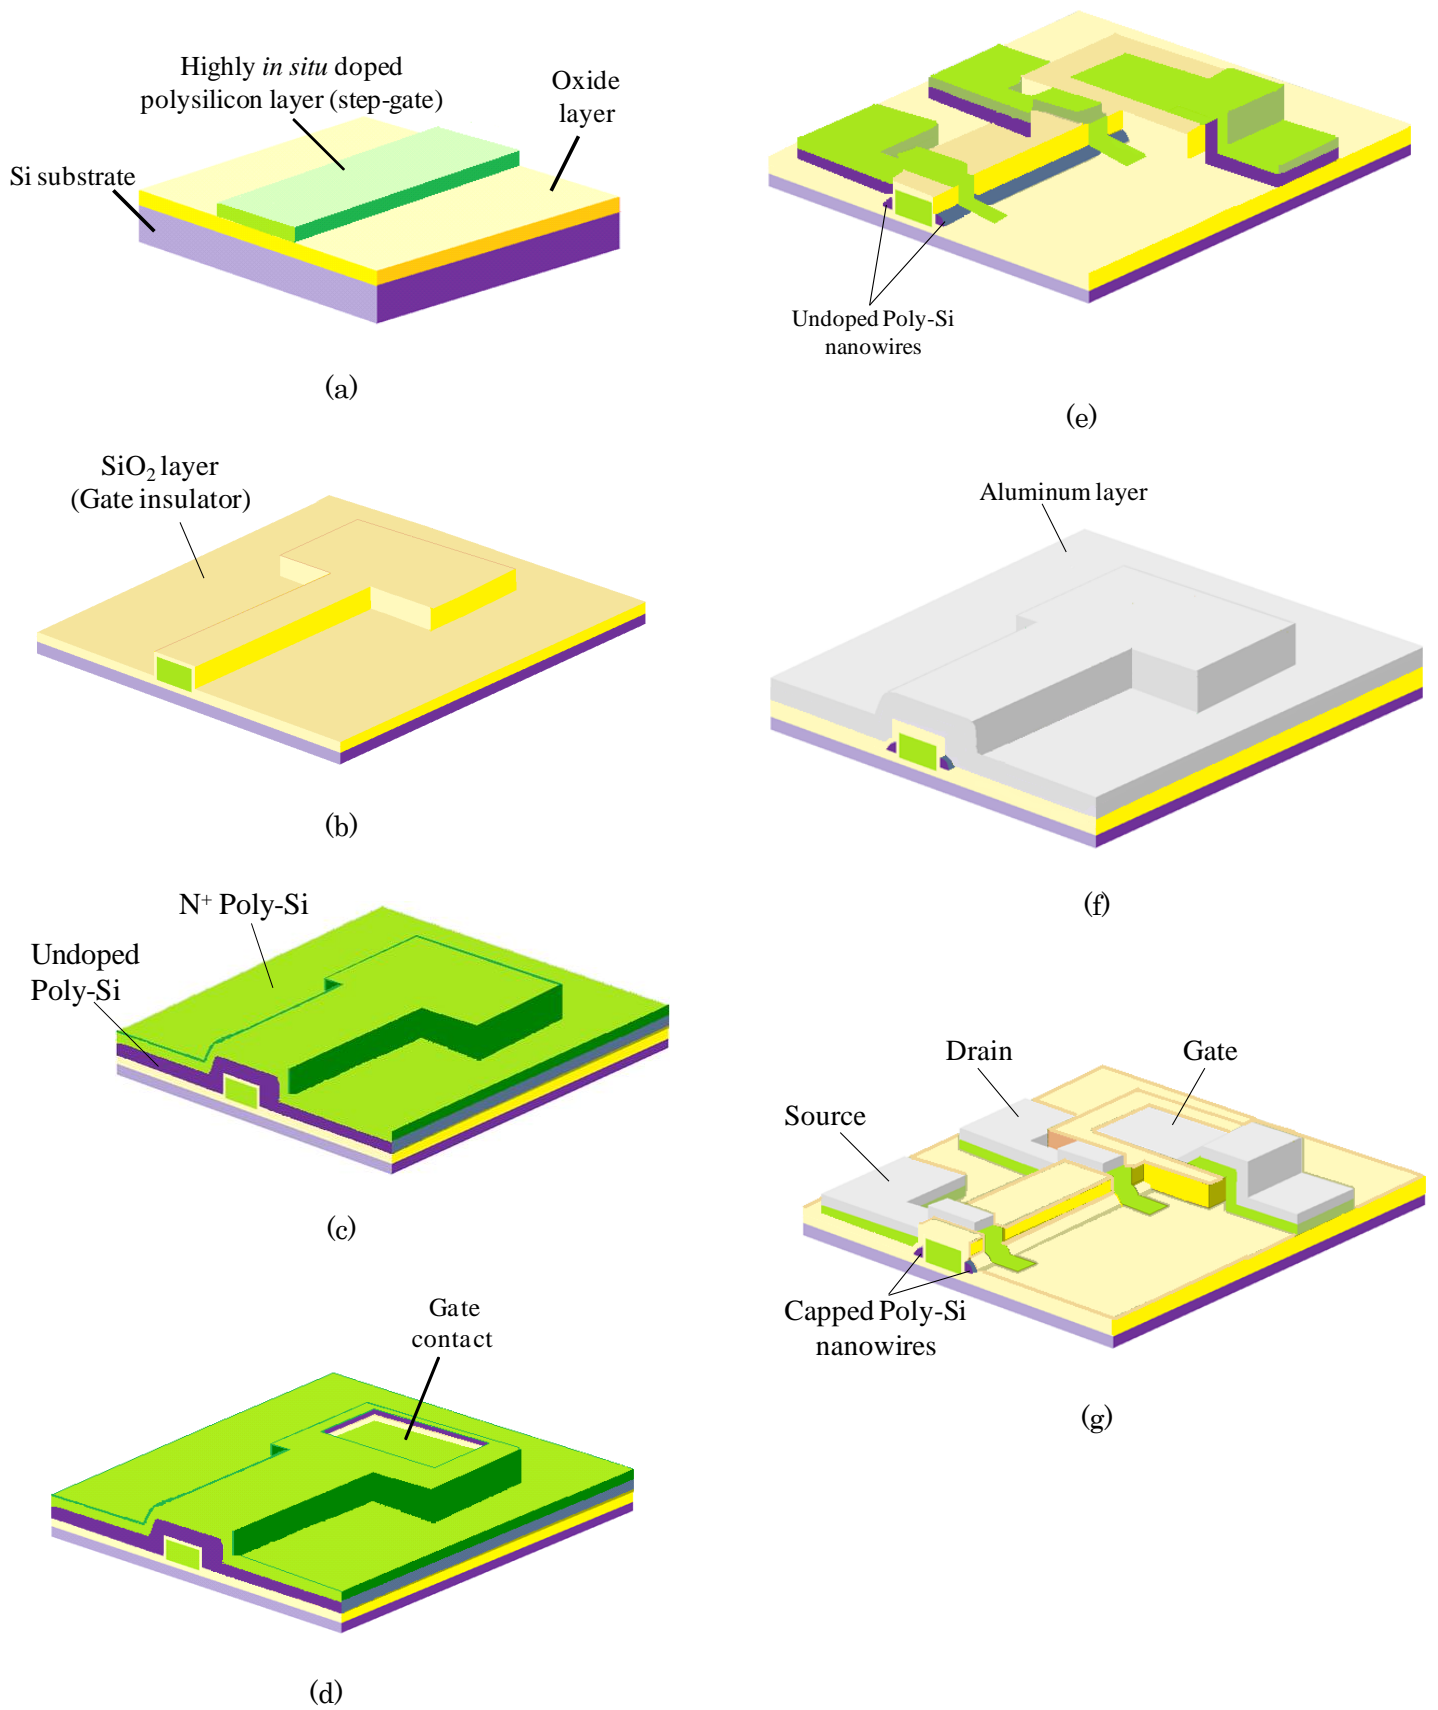 Highly in situ doped
polysilicon layer (step-gate)
Oxide
layer
Si substrate
(a)
SiO2 layer
(Gate insulator)
(b)
N+ Poly-Si
Undoped
Poly-Si
(c)
Gate
contact
(d)
Undoped Poly-Si
nanowires
(e)
Aluminum layer
(f)
Drain
Gate
Source
Capped Poly-Si
nanowires
(g)